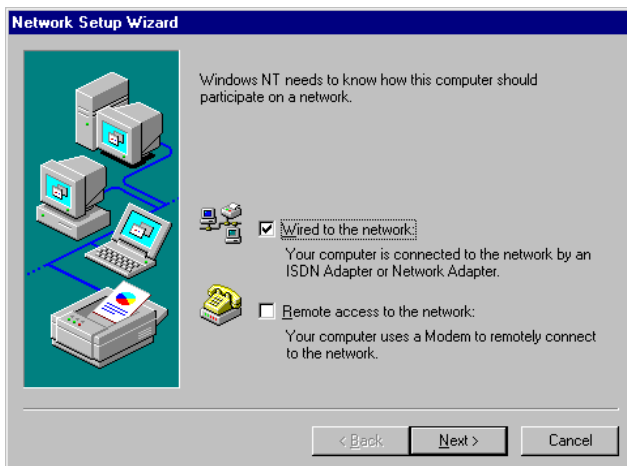 Network Setup Wizard
Windows NT needs to know how this computer should
participate on a network.
Wired to the network:
Your computer is connected to the network by an
ISDN Adapter or Network Adapter.
Remote access to the network:
Your computer uses a Modem to remotely connect
to the network.
< Back
Next >
Cancel